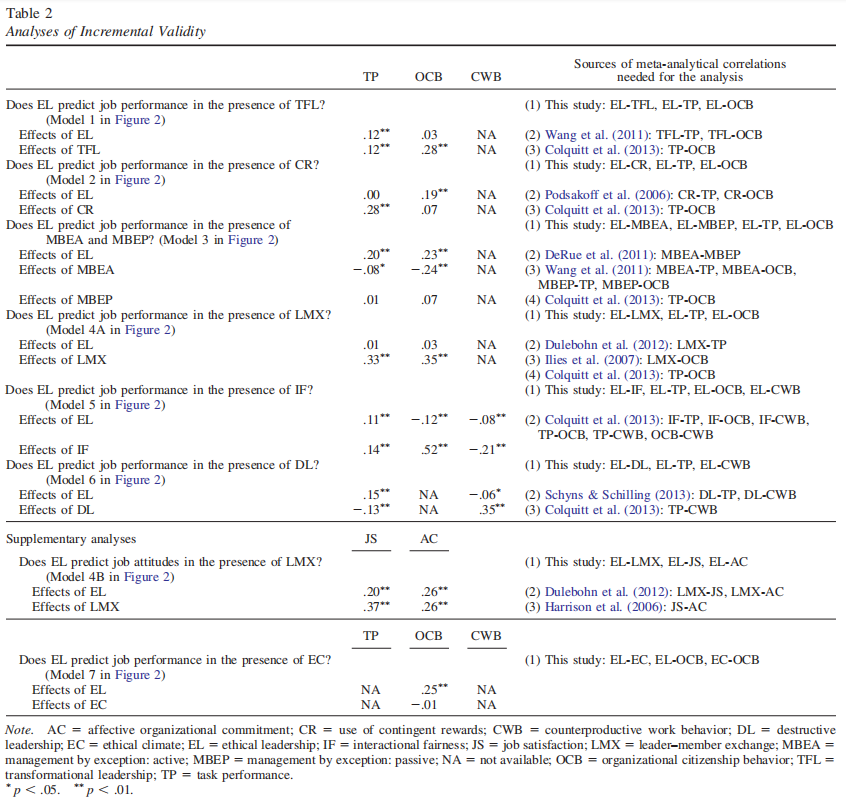 Table 2
Analyses of Incremental Validity
TP OCB CWB Sources of meta-analytical correlations needed for the analysis
Does EL predict job performance in the presence of TFL? (1) This study: EL-TFL, EL-TP, EL-OCB
(Model 1 in Figure 2)
Effects of EL .12** .03 NA (2) Wang et al. (2011): TFL-TP, TFL-OCB
Effects of TFL .12** .28** NA (3) Colquitt et al. (2013): TP-OCB
Does EL predict job performance in the presence of CR? (1) This study: EL-CR, EL-TP, EL-OCB
(Model 2 in Figure 2)
Effects of EL .00 .19** NA (2) Podsakoff et al. (2006): CR-TP, CR-OCB
Effects of CR .28** .07 NA (3) Colquitt et al. (2013): TP-OCB
Does EL predict job performance in the presence of (1) This study: EL-MBEA, EL-MBEP, EL-TP, EL-OCB
MBEA and MBEP? (Model 3 in Figure 2)
Effects of EL .20** .23** NA (2) DeRue et al. (2011): MBEA-MBEP
Effects of MBEA −.08* −.24** NA (3) Wang et al. (2011): MBEA-TP, MBEA-OCB,
MBEP-TP, MBEP-OCB
Effects of MBEP .01 .07 NA (4) Colquitt et al. (2013): TP-OCB
Does EL predict job performance in the presence of LMX? (1) This study: EL-LMX, EL-TP, EL-OCB
(Model 4A in Figure 2)
Effects of EL .01 .03 NA (2) Dulebohn et al. (2012): LMX-TP
Effects of LMX .33** .35** NA (3) Ilies et al. (2007): LMX-OCB
(4) Colquitt et al. (2013): TP-OCB
Does EL predict job performance in the presence of IF? (1) This study: EL-IF, EL-TP, EL-OCB, EL-CWB
(Model 5 in Figure 2)
Effects of EL .11** −.12** −.08** (2) Colquitt et al. (2013): IF-TP, IF-OCB, IF-CWB,
TP-OCB, TP-CWB, OCB-CWB
Effects of IF .14** .52** −.21**
Does EL predict job performance in the presence of DL? (1) This study: EL-DL, EL-TP, EL-CWB
(Model 6 in Figure 2)
Effects of EL .15** NA −.06* (2) Schyns & Schilling (2013): DL-TP, DL-CWB
Effects of DL −.13** NA .35** (3) Colquitt et al. (2013): TP-CWB
Supplementary analyses JS AC
Does EL predict job attitudes in the presence of LMX? (1) This study: EL-LMX, EL-JS, EL-AC
(Model 4B in Figure 2)
Effects of EL .20** .26** (2) Dulebohn et al. (2012): LMX-JS, LMX-AC
Effects of LMX .37** .26** (3) Harrison et al. (2006): JS-AC
TP OCB CWB
Does EL predict job performance in the presence of EC? (1) This study: EL-EC, EL-OCB, EC-OCB
(Model 7 in Figure 2)
Effects of EL NA .25** NA
Effects of EC NA −.01 NA
Note. AC = affective organizational commitment; CR = use of contingent rewards; CWB = counterproductive work behavior; DL = destructive
leadership; EC = ethical climate; EL = ethical leadership; IF = interactional fairness; JS = job satisfaction; LMX = leader–member exchange; MBEA =
management by exception: active; MBEP = management by exception: passive; NA = not available; OCB = organizational citizenship behavior; TFL =
transformational leadership; TP = task performance.
* p < .05. ** p < .01.